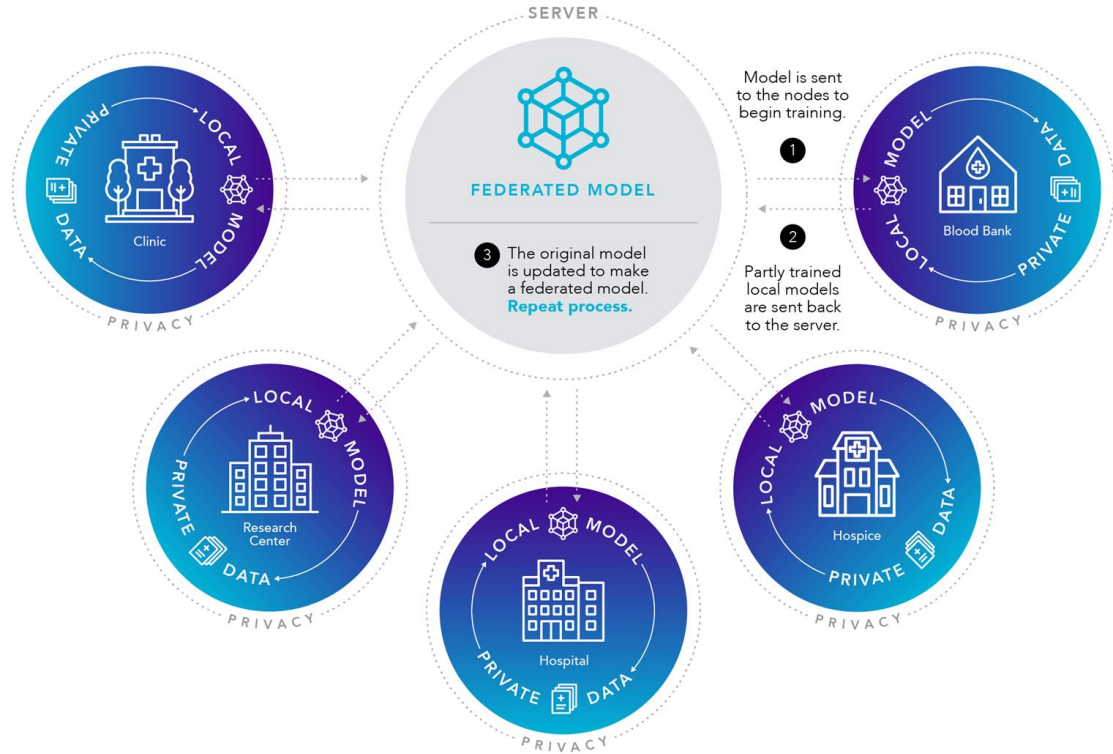 SERVER
FEDERATED MODEL
3 The original model
is updated to make
a federated model.
Repeat process.
Model is sent
to the nodes to
begin training.
1
2
Partly trained
local models
are sent back
to the server.
PRIVATE DATA
LOCAL MODEL
Clinic
PRIVACY
LOCAL MODEL
PRIVATE DATA
Blood Bank
PRIVACY
LOCAL MODEL
PRIVATE DATA
Research
Center
PRIVACY
LOCAL MODEL
PRIVATE DATA
Hospital
PRIVACY
LOCAL MODEL
PRIVATE DATA
Hospice
PRIVACY